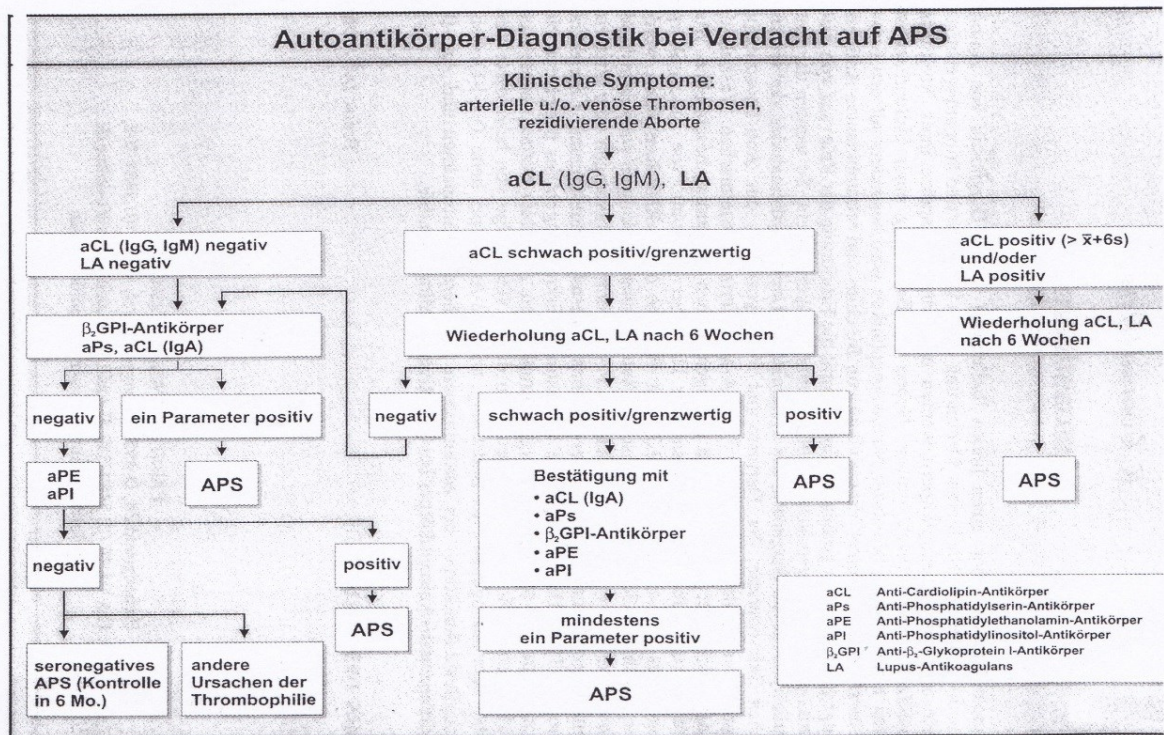 Autoantikörper-Diagnostik bei Verdacht auf APS
Klinische Symptome:
arterielle u./o. venöse Thrombosen,
rezidivierende Aborte
aCL (IgG, IgM), LA
aCL (IgG, IgM) negativ
LA negativ
aCL schwach positiv/grenzwertig
aCL positiv (> x̄+6s)
und/oder
LA positiv
β₂GPI-Antikörper
aPs, aCL (IgA)
Wiederholung aCL, LA nach 6 Wochen
Wiederholung aCL, LA
nach 6 Wochen
negativ
ein Parameter positiv
negativ
schwach positiv/grenzwertig
positiv
aPE
aPI
APS
Bestätigung mit
• aCL (IgA)
• aPs
• β₂GPI-Antikörper
• aPE
• aPI
APS
APS
negativ
positiv
APS
mindestens
ein Parameter positiv
seronegatives
APS (Kontrolle
in 6 Mo.)
andere
Ursachen der
Thrombophilie
APS
aCL Anti-Cardiolipin-Antikörper
aPs Anti-Phosphatidylserin-Antikörper
aPE Anti-Phosphatidylethanolamin-Antikörper
aPI Anti-Phosphatidylinositol-Antikörper
β₂GPI Anti-β₂-Glykoprotein I-Antikörper
LA Lupus-Antikoagulans